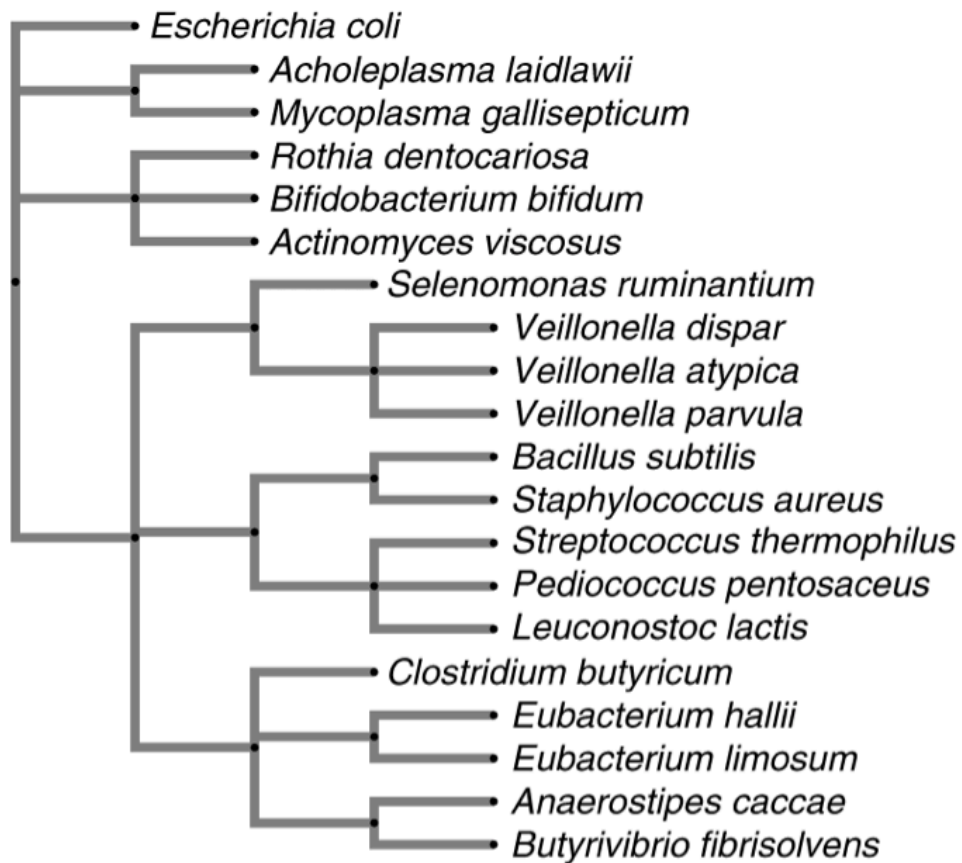 Escherichia coli
Acholeplasma laidlawii
Mycoplasma gallisepticum
Rothia dentocariosa
Bifidobacterium bifidum
Actinomyces viscosus
Selenomonas ruminantium
Veillonella dispar
Veillonella atypica
Veillonella parvula
Bacillus subtilis
Staphylococcus aureus
Streptococcus thermophilus
Pediococcus pentosaceus
Leuconostoc lactis
Clostridium butyricum
Eubacterium hallii
Eubacterium limosum
Anaerostipes caccae
Butyrivibrio fibrisolvens